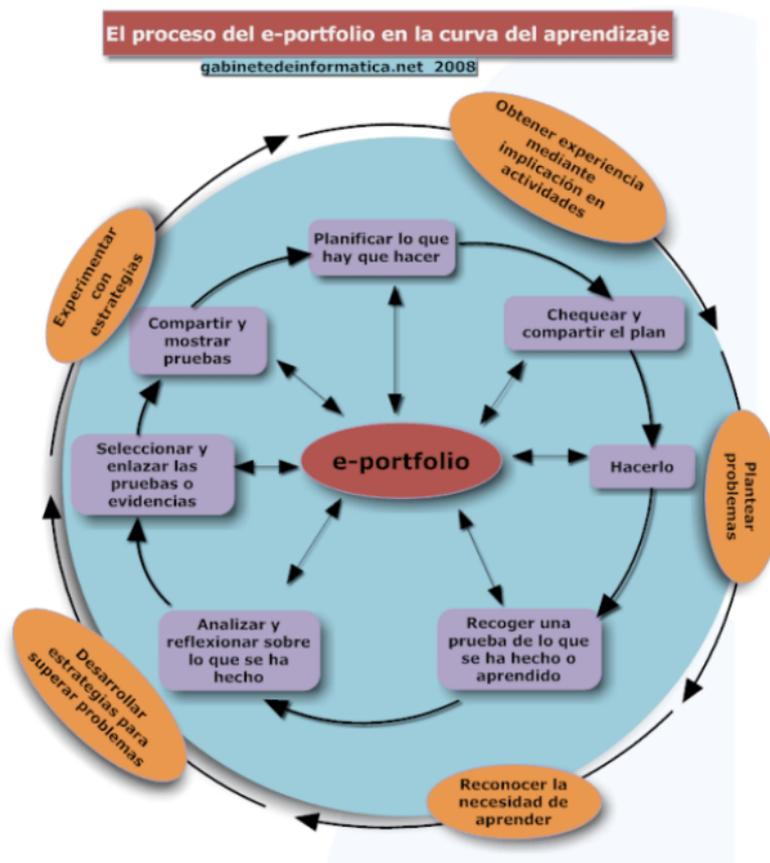 El proceso del e-portfolio en la curva del aprendizaje
gabinetedeinformatica.net 2008
Obtener experiencia
mediante
implicación en
actividades
Planificar lo que
hay que hacer
Experimentar
con
estrategias
Chequear y
compartir el plan
Compartir y
mostrar
pruebas
e-portfolio
Hacerlo
Plantear
problemas
Seleccionar y
enlazar las
pruebas o
evidencias
Analizar y
reflexionar sobre
lo que se ha
hecho
Recoger una
prueba de lo que
se ha hecho o
aprendido
Desarrollar
estrategias para
superar problemas
Reconocer la
necesidad de
aprender